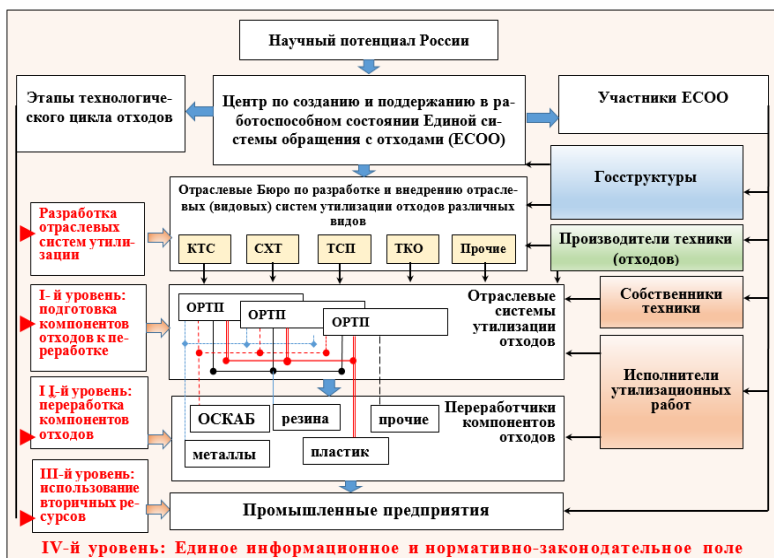 Научный потенциал России
Этапы технологиче-
ского цикла отходов
Центр по созданию и поддержанию в ра-
ботоспособном состоянии Единой си-
стемы обращения с отходами (ЕСОО)
Участники ЕСОО
Госструктуры
Отраслевые Бюро по разработке и внедрению отрасле-
вых (видовых) систем утилизации отходов различных
видов
КТС
СХТ
ТСП
ТКО
Прочие
Разработка
отраслевых
систем утили-
зации
Производители техники
(отходов)
I- й уровень:
подготовка
компонентов
отходов к пе-
реработке
ОРТП
ОРТП
ОРТП
Отраслевые
системы
утилизации
отходов
Собственники
техники
Исполнители
утилизационных
работ
I I-й уровень:
переработка
компонентов
отходов
ОСКАБ
резина
прочие
металлы
пластик
Переработчики
компонентов
отходов
III-й уровень:
использование
вторичных ре-
сурсов
Промышленные предприятия
IV-й уровень: Единое информационное и нормативно-законодательное поле